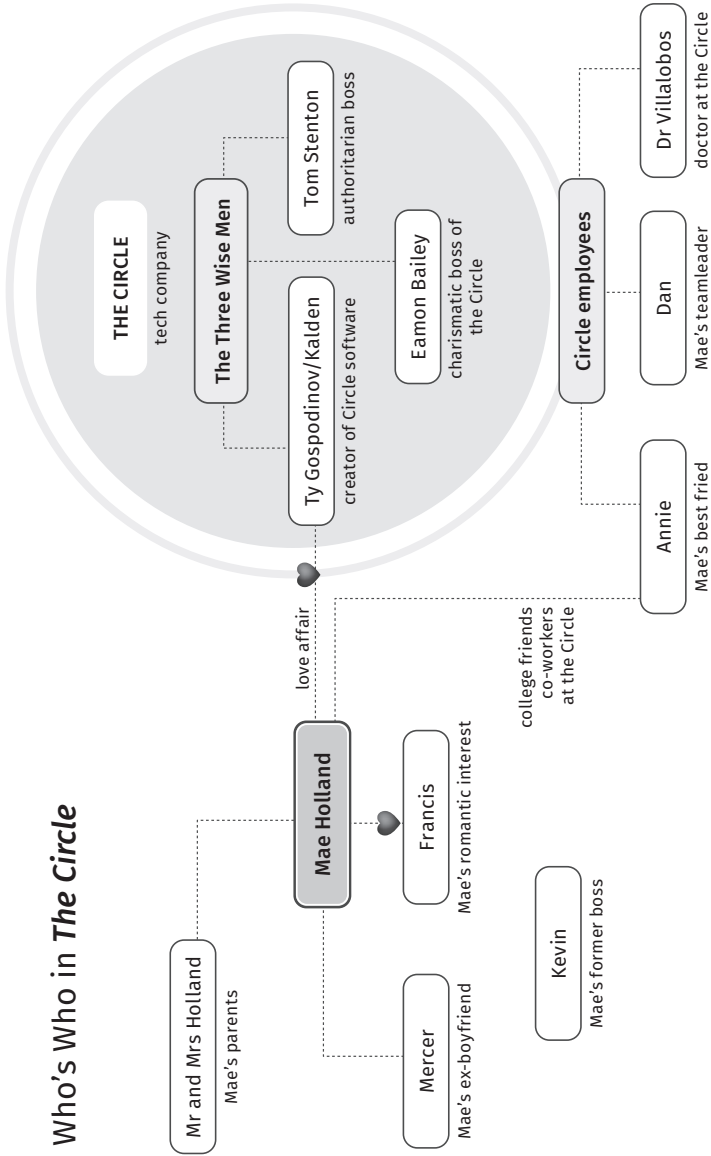 Who's Who in The Circle
Mr and Mrs Holland
Mae's parents
Mae Holland
Mercer
Mae's ex-boyfriend
Francis
Mae's romantic interest
Kevin
Mae's former boss
love affair
college friends
co-workers
at the Circle
THE CIRCLE
tech company
The Three Wise Men
Ty Gospodinov/Kalden
creator of Circle software
Tom Stenton
authoritarian boss
Eamon Bailey
charismatic boss of
the Circle
Circle employees
Annie
Mae's best fried
Dan
Mae's teamleader
Dr Villalobos
doctor at the Circle